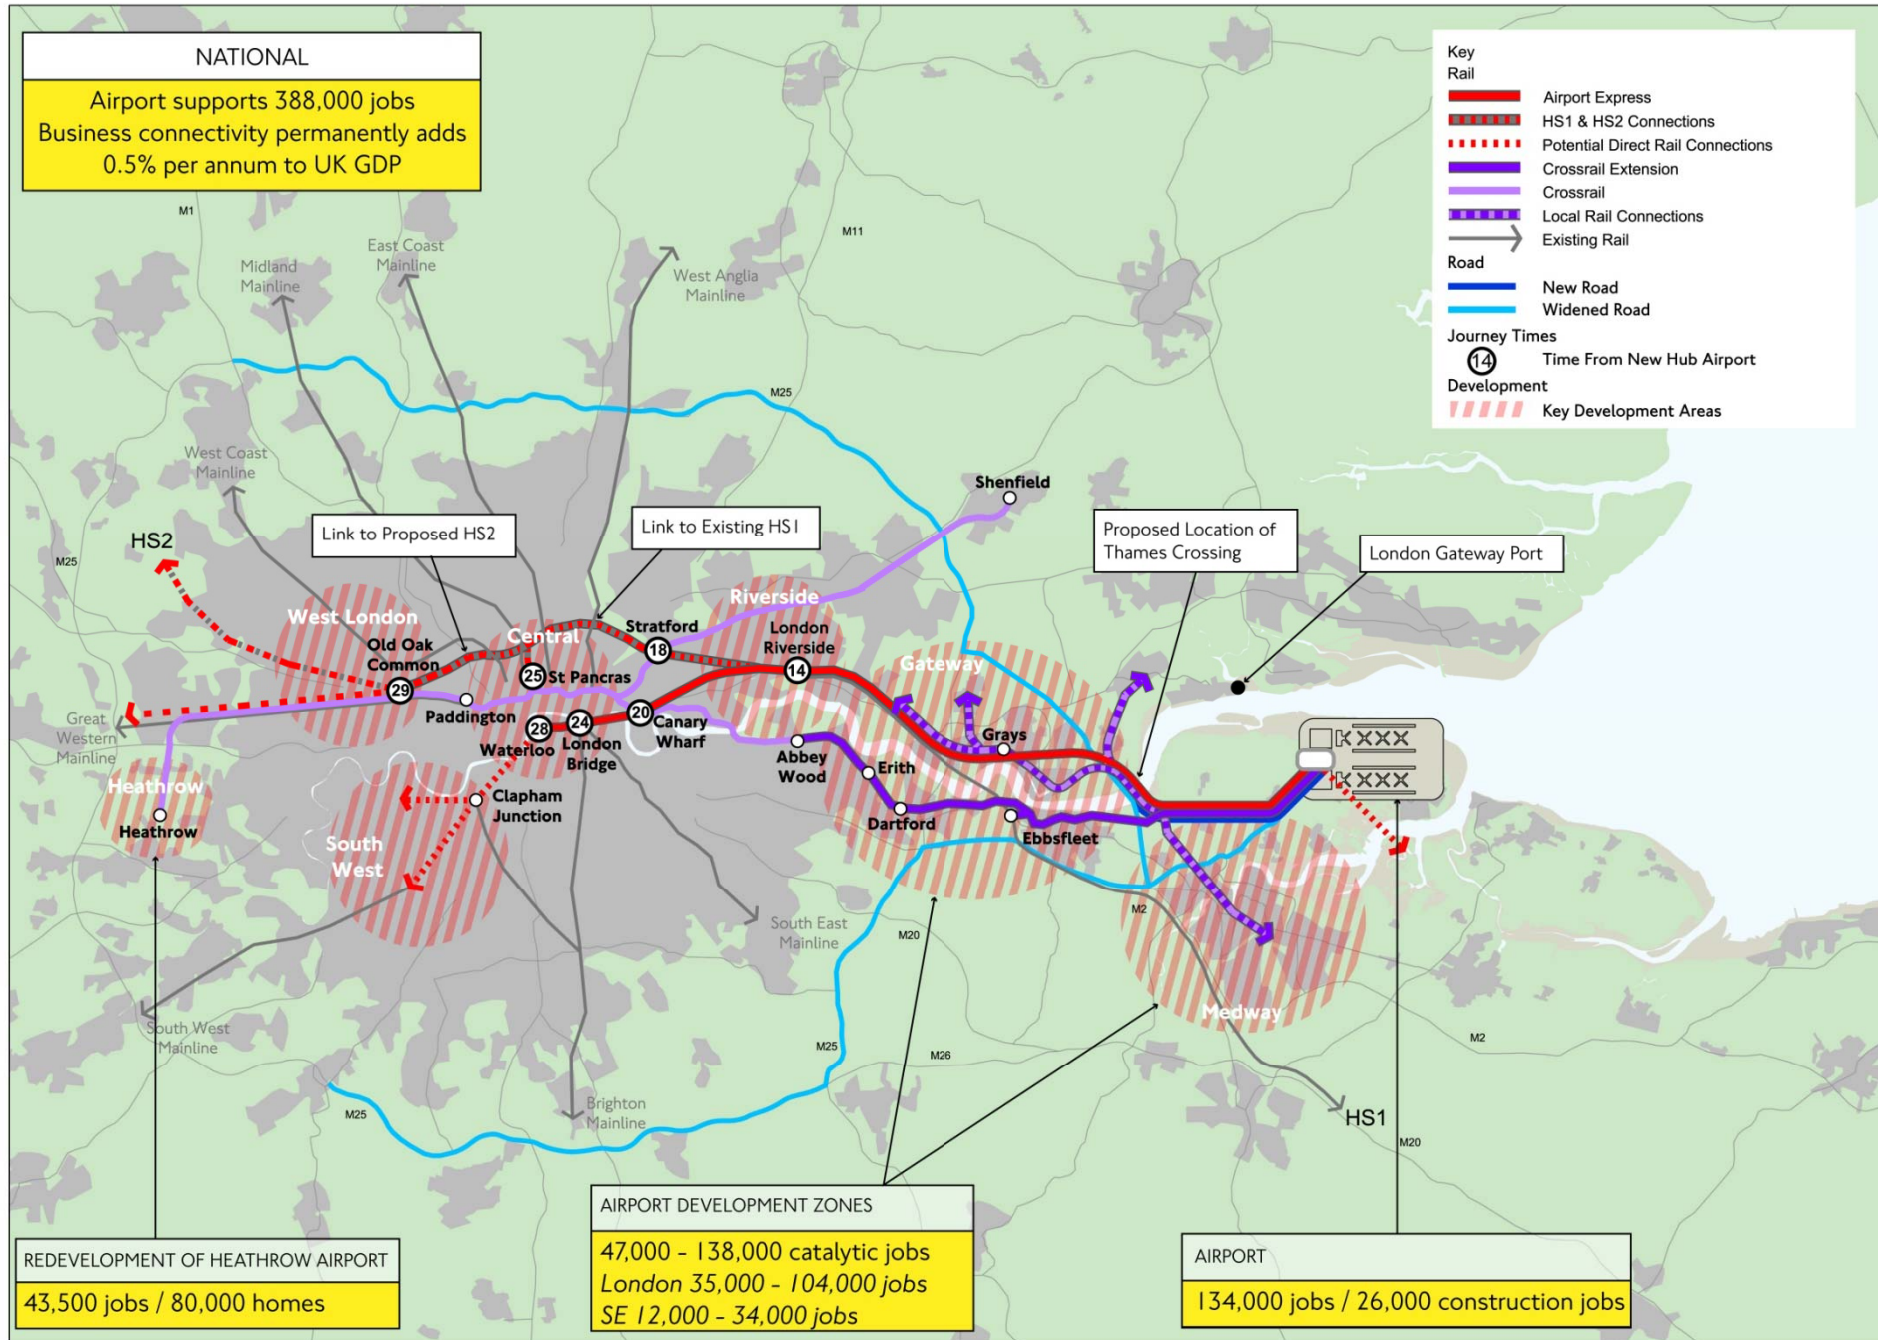 NATIONAL
Airport supports 388,000 jobs
Business connectivity permanently adds
0.5% per annum to UK GDP
Key
Rail
Airport Express
HS1 & HS2 Connections
Potential Direct Rail Connections
Crossrail Extension
Crossrail
Local Rail Connections
Existing Rail
Road
New Road
Widened Road
Journey Times
14
Time From New Hub Airport
Development
Key Development Areas
M1
M11
East Coast
Mainline
Midland
Mainline
West Anglia
Mainline
M25
West Coast
Mainline
Shenfield
HS2
M25
Link to Proposed HS2
Link to Existing HS1
Proposed Location of
Thames Crossing
London Gateway Port
West London
Riverside
Central
Stratford
18
London
Riverside
14
Old Oak
Common
29
25
St Pancras
Gateway
Paddington
28
24
20
Waterloo
London
Bridge
Canary
Wharf
Great
Western
Mainline
Grays
Abbey
Wood
Erith
Heathrow
Heathrow
Clapham
Junction
Dartford
Ebbsfleet
South
West
South East
Mainline
M2
M20
Medway
South West
Mainline
M25
M26
M2
M25
Brighton
Mainline
HS1
M20
REDEVELOPMENT OF HEATHROW AIRPORT
43,500 jobs / 80,000 homes
AIRPORT DEVELOPMENT ZONES
47,000 - 138,000 catalytic jobs
London 35,000 - 104,000 jobs
SE 12,000 - 34,000 jobs
AIRPORT
134,000 jobs / 26,000 construction jobs